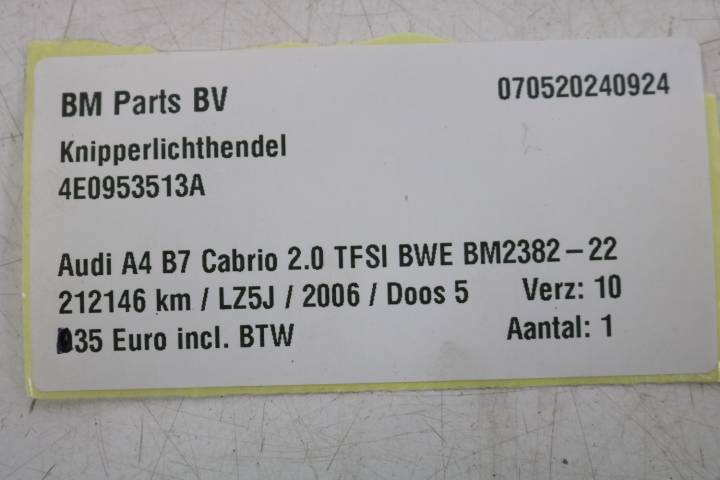 BM Parts BV 070520240924
Knipperlichthendel
4E0953513A
Audi A4 B7 Cabrio 2.0 TFSI BWE BM2382-22
212146 km / LZ5J / 2006 / Doos 5 Verz: 10
35 Euro incl. BTW Aantal: 1